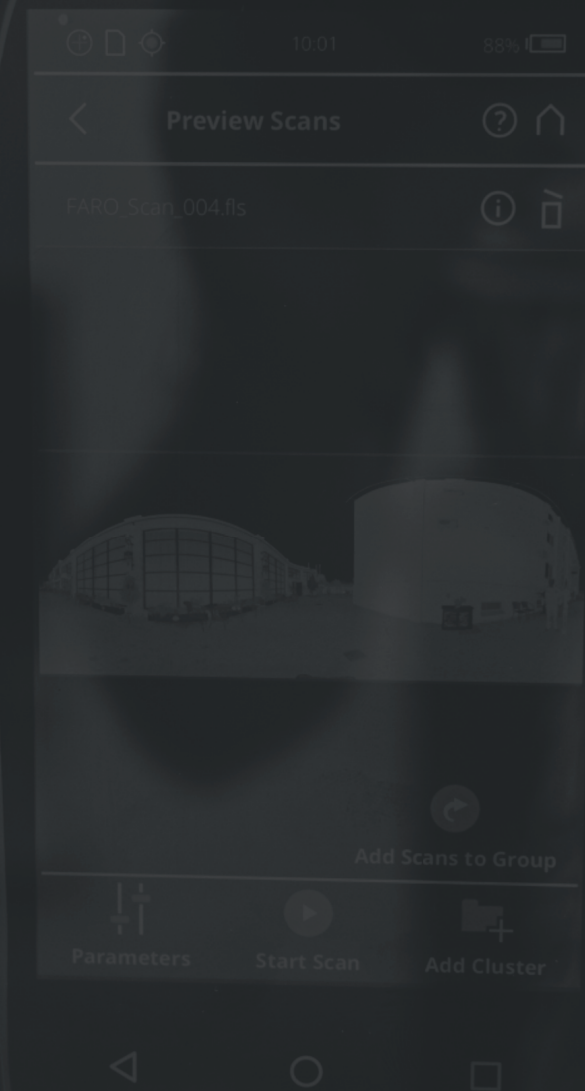 10:01 88%
Preview Scans
FARO_Scan_004.fls
Add Scans to Group
Parameters Start Scan Add Cluster